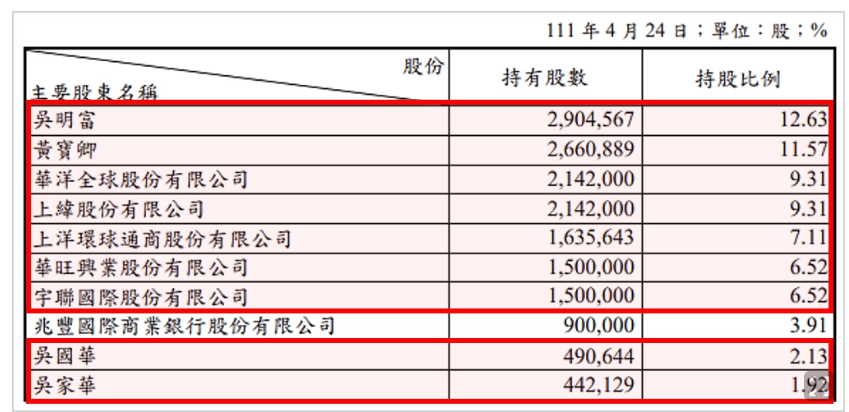 111 年 4 月 24 日；單位：股；%
股份
主要股東名稱 持有股數 持股比例
吳明富 2,904,567 12.63
黃寶卿 2,660,889 11.57
華洋全球股份有限公司 2,142,000 9.31
上緯股份有限公司 2,142,000 9.31
上洋環球通商股份有限公司 1,635,643 7.11
華旺興業股份有限公司 1,500,000 6.52
宇聯國際股份有限公司 1,500,000 6.52
兆豐國際商業銀行股份有限公司 900,000 3.91
吳國華 490,644 2.13
吳家華 442,129 1.92